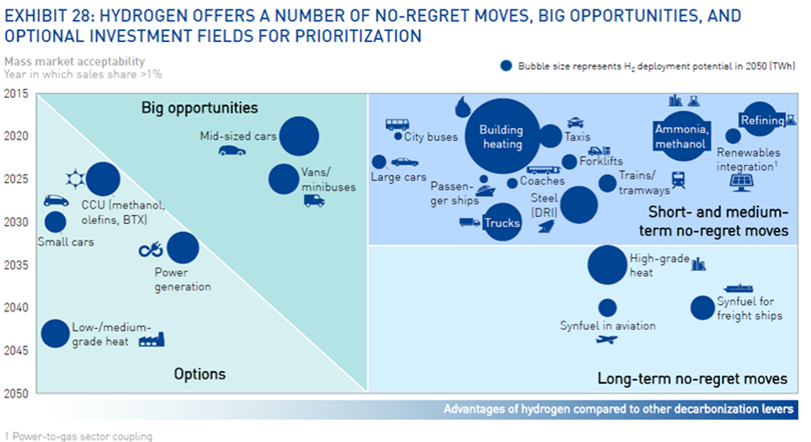 EXHIBIT 28: HYDROGEN OFFERS A NUMBER OF NO-REGRET MOVES, BIG OPPORTUNITIES, AND
OPTIONAL INVESTMENT FIELDS FOR PRIORITIZATION
Mass market acceptability
Year in which sales share >1%
Bubble size represents H₂ deployment potential in 2050 (TWh)
2015
2020
2025
2030
2035
2040
2045
2050
Big opportunities
Mid-sized cars
Vans/
minibuses
CCU (methanol,
olefins, BTX)
Small cars
Power
generation
Low-/medium-
grade heat
Options
City buses
Large cars
Building
heating
Taxis
Forklifts
Passen-
ger ships
Coaches
Trucks
Steel
(DRI)
Trains/
tramways
Ammonia,
methanol
Refining
Renewables
integration¹
Short- and medium-
term no-regret moves
High-grade
heat
Synfuel in aviation
Synfuel for
freight ships
Long-term no-regret moves
Advantages of hydrogen compared to other decarbonization levers
1 Power-to-gas sector coupling